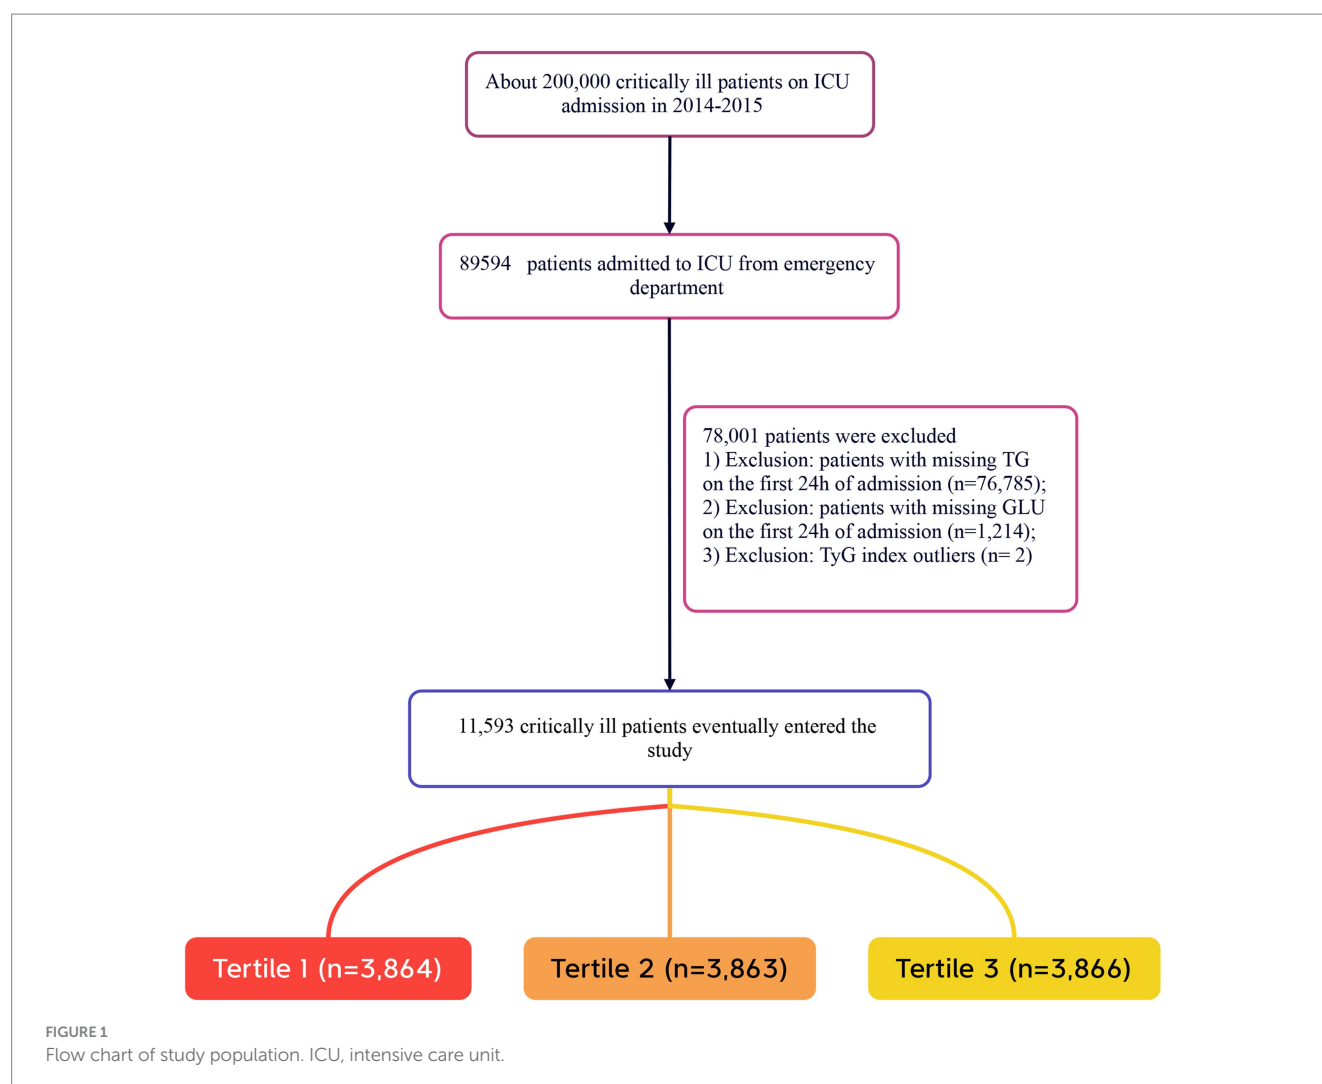 About 200,000 critically ill patients on ICU
admission in 2014-2015
89594 patients admitted to ICU from emergency
department
78,001 patients were excluded
1) Exclusion: patients with missing TG
on the first 24h of admission (n=76,785);
2) Exclusion: patients with missing GLU
on the first 24h of admission (n=1,214);
3) Exclusion: TyG index outliers (n= 2)
11,593 critically ill patients eventually entered the
study
Tertile 1 (n=3,864)
Tertile 2 (n=3,863)
Tertile 3 (n=3,866)
FIGURE 1
Flow chart of study population. ICU, intensive care unit.